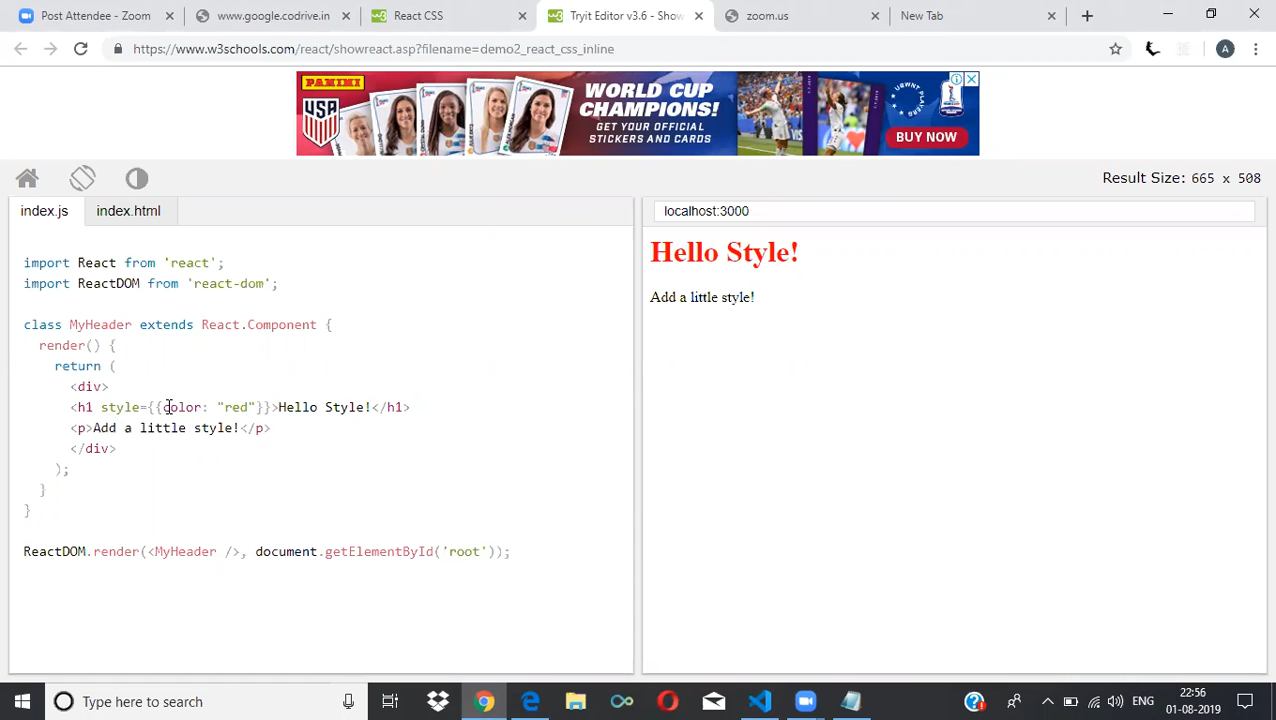 Post Attendee - Zoom
www.google.co:drive.in
React CSS
Tryit Editor v3.6 - Show
zoom.us
New Tab
https://www.w3schools.com/react/showreact.asp?filename=demo2_react_css_inline
A
PANINI
USA
WORLD CUP
CHAMPIONS!
GET YOUR OFFICIAL
STICKERS AND CARDS
BUY NOW
Result Size: 665 x 508
index.js
index.html
localhost:3000
import React from 'react';
import ReactDOM from 'react-dom';
class MyHeader extends React.Component {
render() {
return (
<div>
<h1 style={{color: "red"}}>Hello Style!</h1>
<p>Add a little style!</p>
</div>
);
}
}
ReactDOM.render(<MyHeader />, document.getElementById('root'));
Hello Style!
Add a little style!
Type here to search
ENG
22:56
01-08-2019